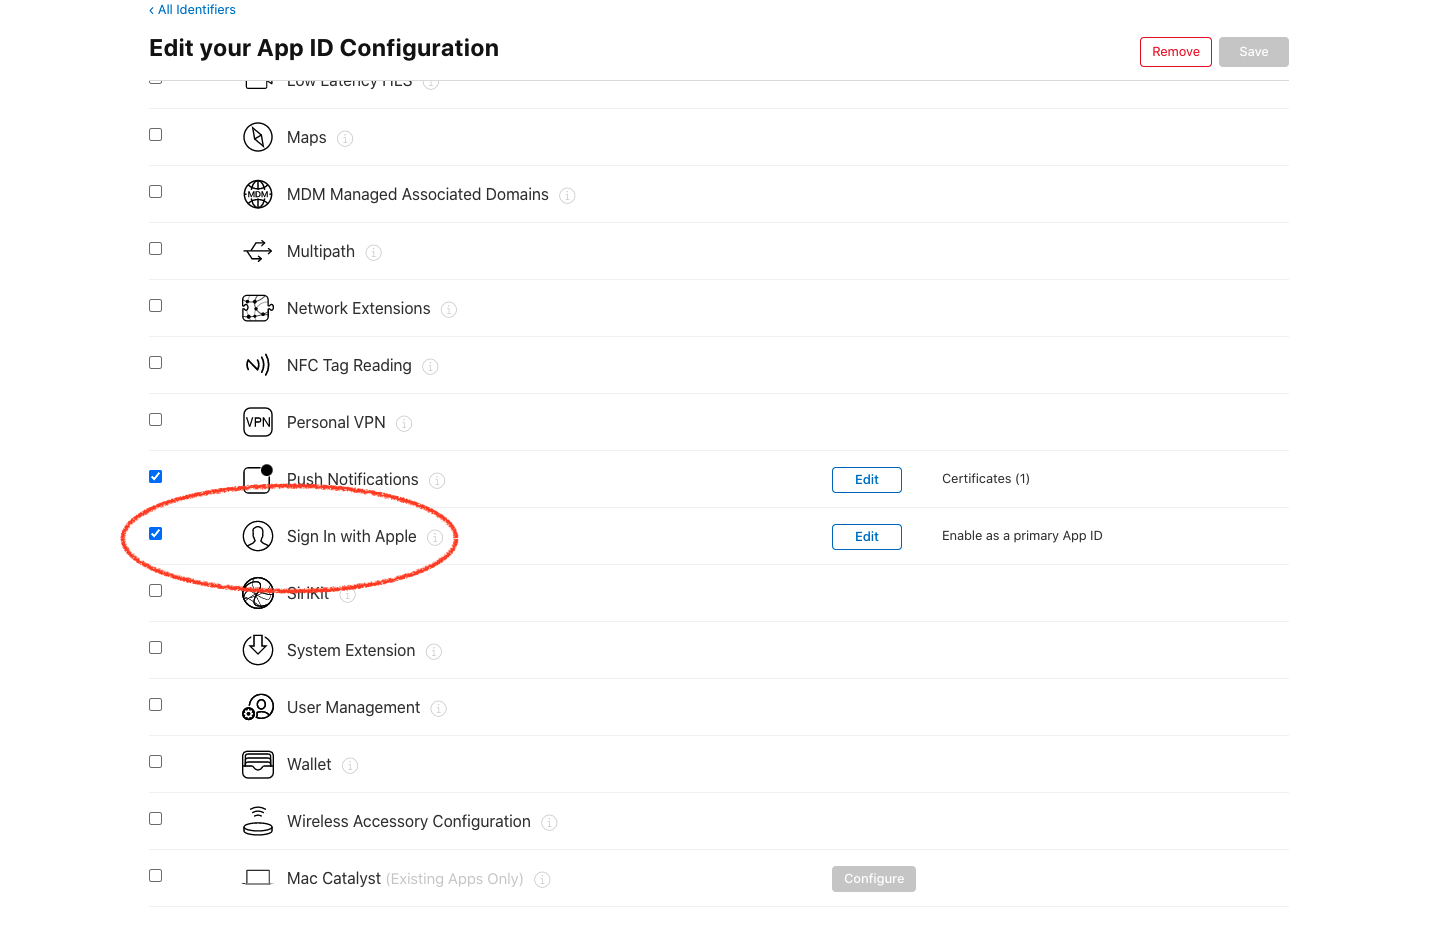 ‹ All Identifiers
Edit your App ID Configuration
Remove
Save
Low Latency HLS
Maps
MDM
MDM Managed Associated Domains
Multipath
Network Extensions
NFC Tag Reading
VPN
Personal VPN
Push Notifications
Edit
Certificates (1)
Sign In with Apple
Edit
Enable as a primary App ID
SiriKit
System Extension
User Management
Wallet
Wireless Accessory Configuration
Mac Catalyst (Existing Apps Only)
Configure